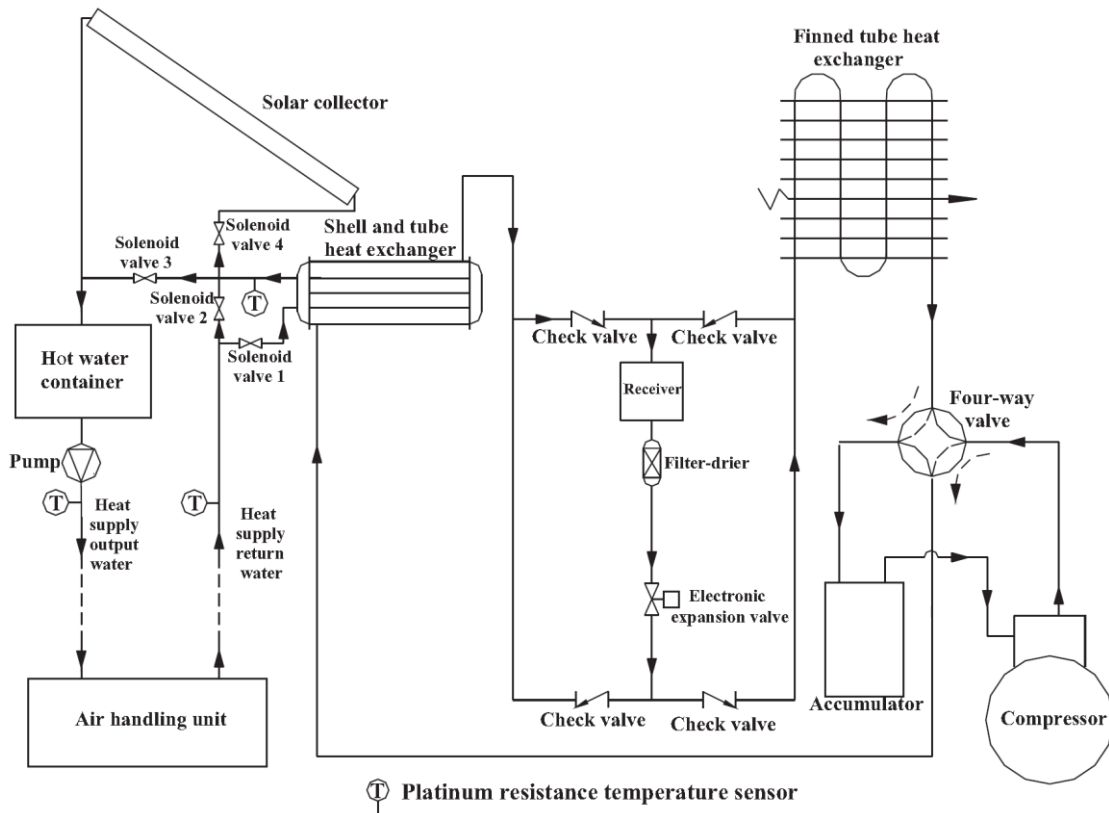 Finned tube heat
exchanger
Solar collector
Solenoid
valve 4
Shell and tube
heat exchanger
Solenoid
valve 3
T
Solenoid
valve 2
Solenoid
valve 1
Check valve
Check valve
Hot water
container
Receiver
Four-way
valve
Pump
Filter-drier
T
Heat
supply
output
water
T
Heat
supply
return
water
Electronic
expansion valve
Air handling unit
Check valve
Check valve
Accumulator
Compressor
T Platinum resistance temperature sensor